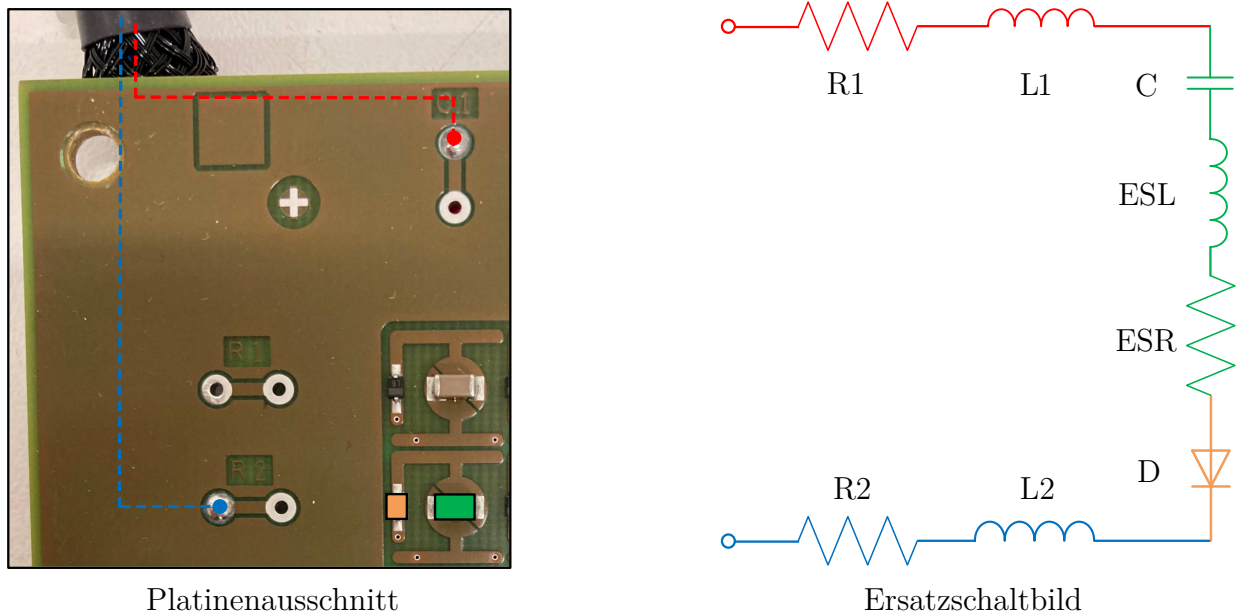 C1
R1
R2
R1
L1
C
ESL
ESR
D
R2
L2
Platinenausschnitt
Ersatzschaltbild